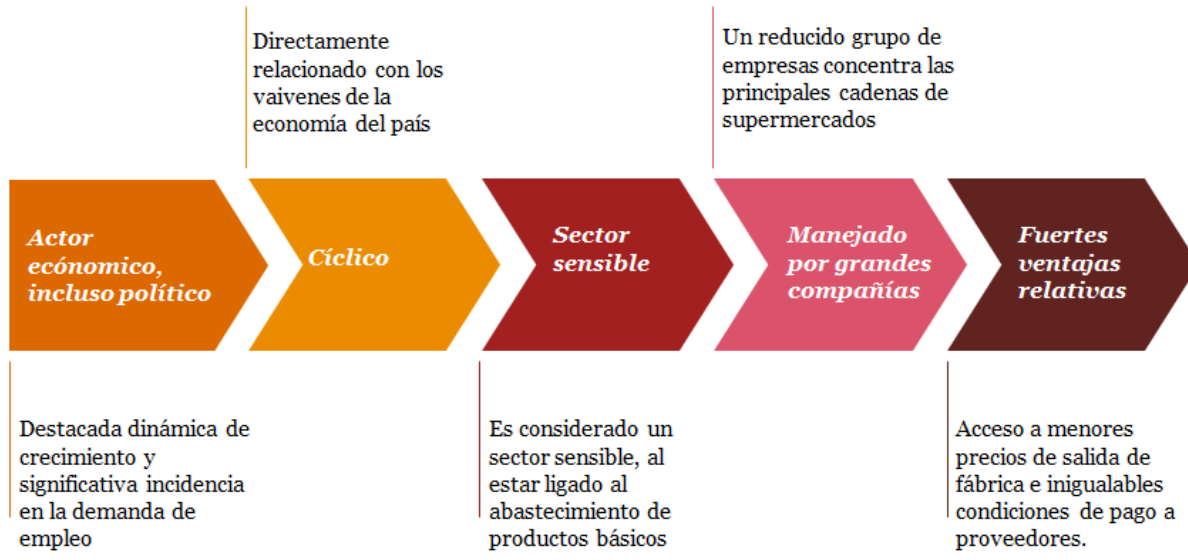 Directamente
relacionado con los
vaivenes de la
economía del país
Un reducido grupo de
empresas concentra las
principales cadenas de
supermercados
Actor
ecónomico,
incluso político
Cíclico
Sector
sensible
Manejado
por grandes
compañías
Fuertes
ventajas
relativas
Destacada dinámica de
crecimiento y
significativa incidencia
en la demanda de
empleo
Es considerado un
sector sensible, al
estar ligado al
abastecimiento de
productos básicos
Acceso a menores
precios de salida de
fábrica e inigualables
condiciones de pago a
proveedores.